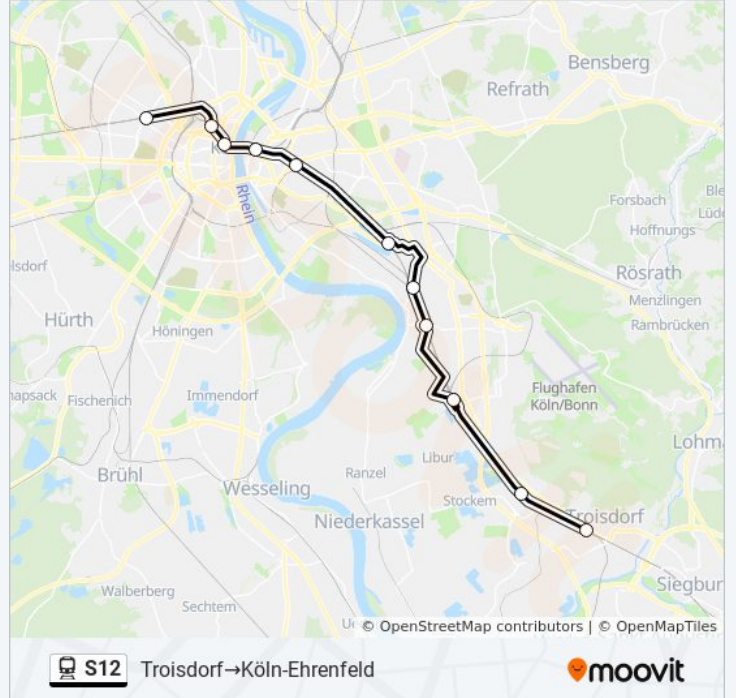 Bensberg
Refrath
Forsbach
Hoffnungs
Rhein
Rösrath
Menzlingen
Rambrücken
Hürth
Höningen
Flughafen
Köln/Bonn
Fischenich
Immendorf
Libur
Ranzel
Brühl
Wesseling
Stockem
Niederkassel
Troisdorf
Siegbur
Walberberg
Sechtem
© OpenStreetMap contributors | © OpenMapTiles
S12 Troisdorf→Köln-Ehrenfeld
moovit